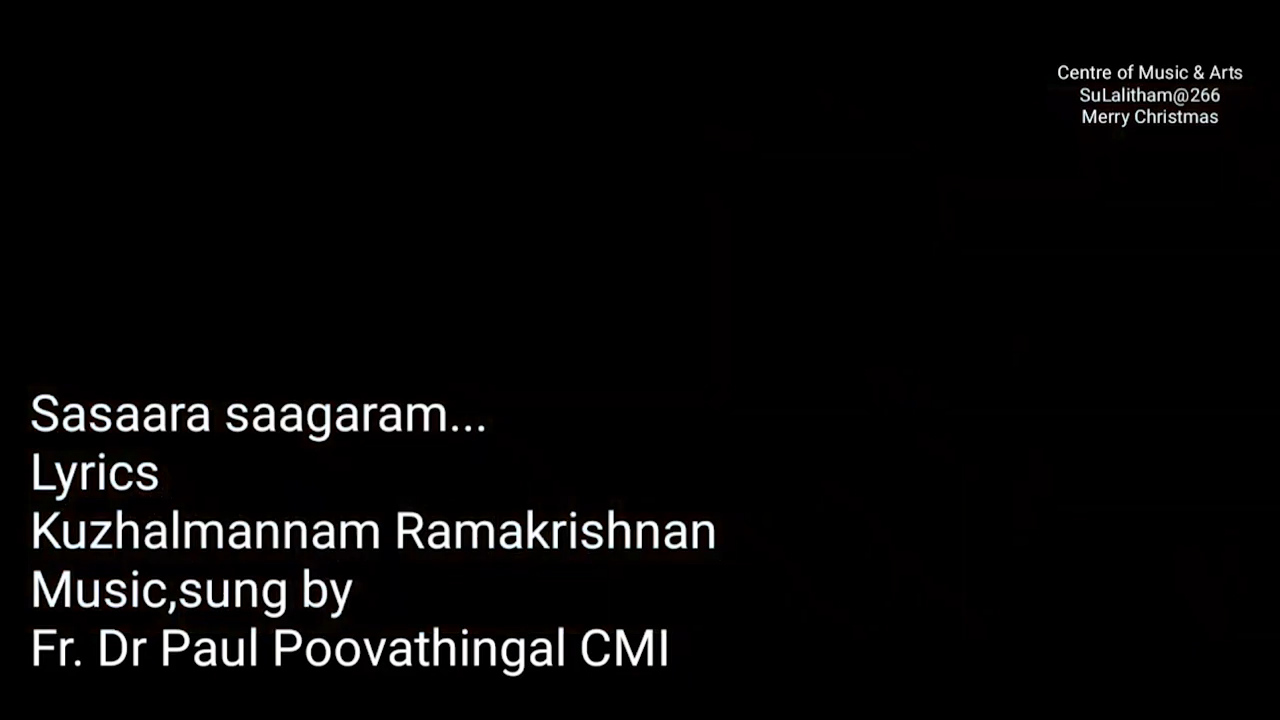 Centre of Music & Arts
SuLalitham@266
Merry Christmas
Sasaara saagaram...
Lyrics
Kuzhalmannam Ramakrishnan
Music,sung by
Fr. Dr Paul Poovathingal CMI